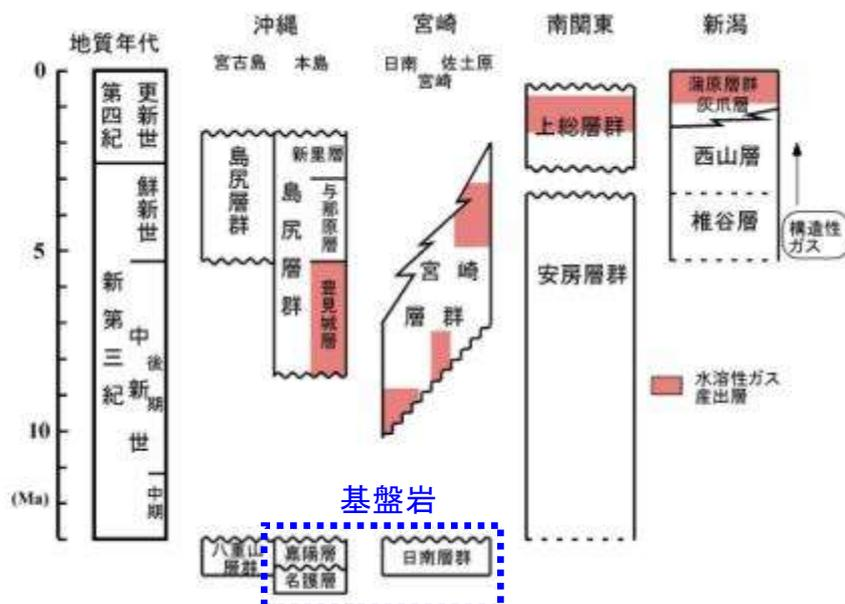 地質年代
沖縄
宮崎
南関東
新潟
宮古島
本島
日南
佐土原
宮崎
0
5
10
(Ma)
第四紀
更新世
鮮新世
新第三紀
中新世
後期
中期
島尻層群
島尻層群
新里層
与那原層
豊見城層
八重山
層群
嘉陽層
名護層
宮崎
層群
日南層群
基盤岩
上総層群
安房層群
蒲原層群
灰爪層
西山層
椎谷層
構造性
ガス
水溶性ガス
産出層